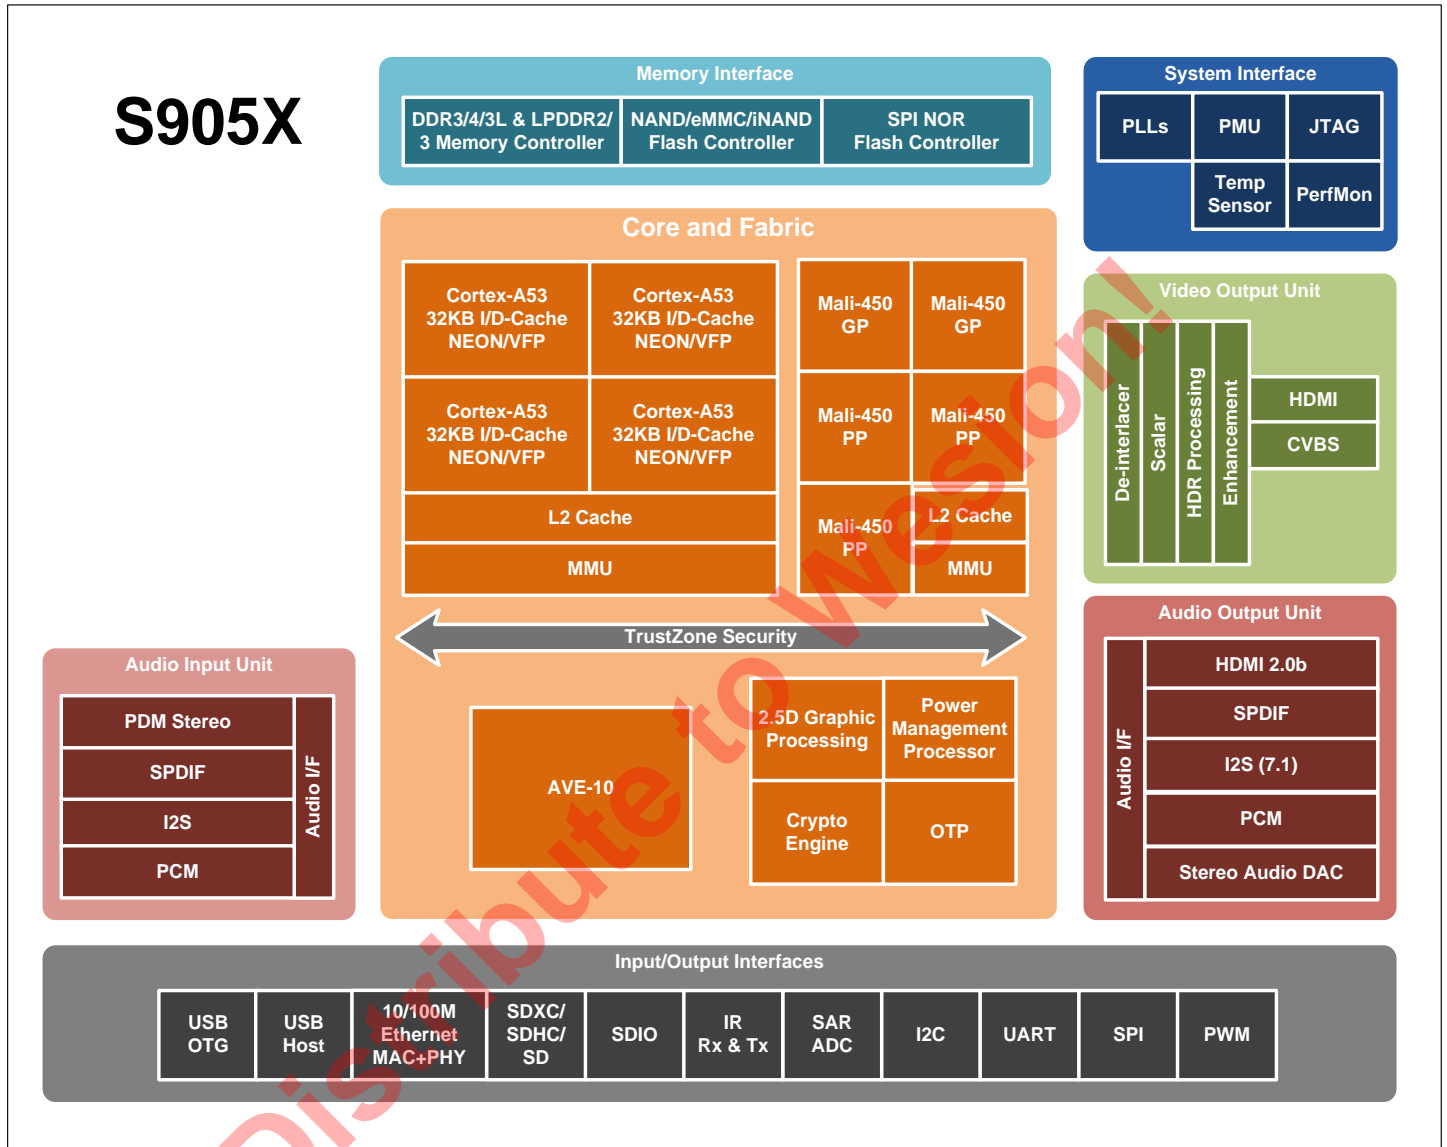 S905X
Memory Interface
DDR3/4/3L & LPDDR2/
3 Memory Controller
NAND/eMMC/iNAND
Flash Controller
SPI NOR
Flash Controller
System Interface
PLLs
PMU
JTAG
Temp
Sensor
PerfMon
Core and Fabric
Cortex-A53
32KB I/D-Cache
NEON/VFP
Cortex-A53
32KB I/D-Cache
NEON/VFP
Cortex-A53
32KB I/D-Cache
NEON/VFP
Cortex-A53
32KB I/D-Cache
NEON/VFP
L2 Cache
MMU
Mali-450
GP
Mali-450
GP
Mali-450
PP
Mali-450
PP
Mali-450
PP
L2 Cache
MMU
TrustZone Security
AVE-10
2.5D Graphic
Processing
Power
Management
Processor
Crypto
Engine
OTP
Video Output Unit
De-interlacer
Scalar
HDR Processing
Enhancement
HDMI
CVBS
Audio Input Unit
PDM Stereo
SPDIF
I2S
PCM
Audio I/F
Audio Output Unit
Audio I/F
HDMI 2.0b
SPDIF
I2S (7.1)
PCM
Stereo Audio DAC
Input/Output Interfaces
USB
OTG
USB
Host
10/100M
Ethernet
MAC+PHY
SDXC/
SDHC/
SD
SDIO
IR
Rx & Tx
SAR
ADC
I2C
UART
SPI
PWM
Distribute to Wesion!